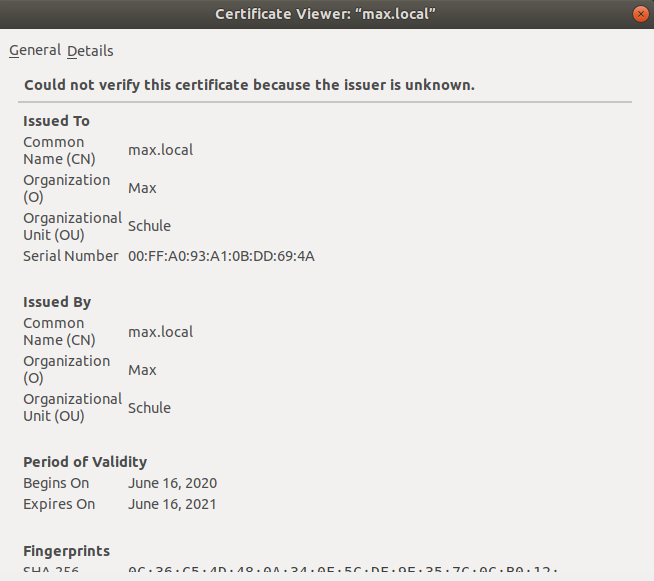 Certificate Viewer: “max.local”
General Details
Could not verify this certificate because the issuer is unknown.
Issued To
Common
Name (CN) max.local
Organization
(O) Max
Organizational
Unit (OU) Schule
Serial Number 00:FF:A0:93:A1:0B:DD:69:4A
Issued By
Common
Name (CN) max.local
Organization
(O) Max
Organizational
Unit (OU) Schule
Period of Validity
Begins On June 16, 2020
Expires On June 16, 2021
Fingerprints
SHA-256